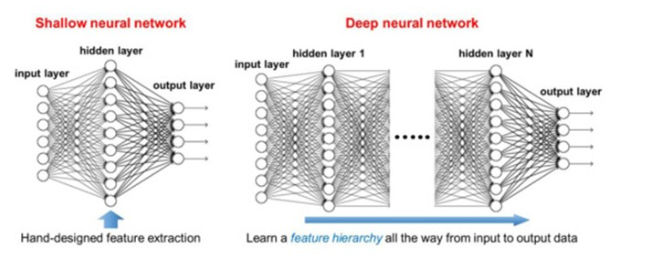 Shallow neural network
hidden layer
input layer
output layer
Hand-designed feature extraction
Deep neural network
input layer
hidden layer 1
hidden layer N
output layer
Learn a feature hierarchy all the way from input to output data